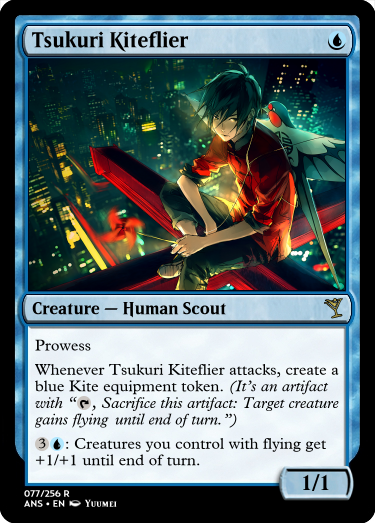 Tsukuri Kiteflier
Prowess
Creature — Human Scout
Whenever Tsukuri Kiteflier attacks, create a
blue Kite equipment token. (It's an artifact
with “, Sacrifice this artifact: Target creature
gains flying until end of turn.”)
3: Creatures you control with flying get
+1/+1 until end of turn.
1/1
077/256 R
ANS • EN Yuumei